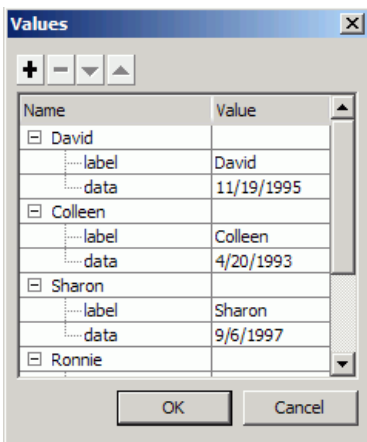 Values
Name Value
David
label David
data 11/19/1995
Colleen
label Colleen
data 4/20/1993
Sharon
label Sharon
data 9/6/1997
Ronnie
OK Cancel